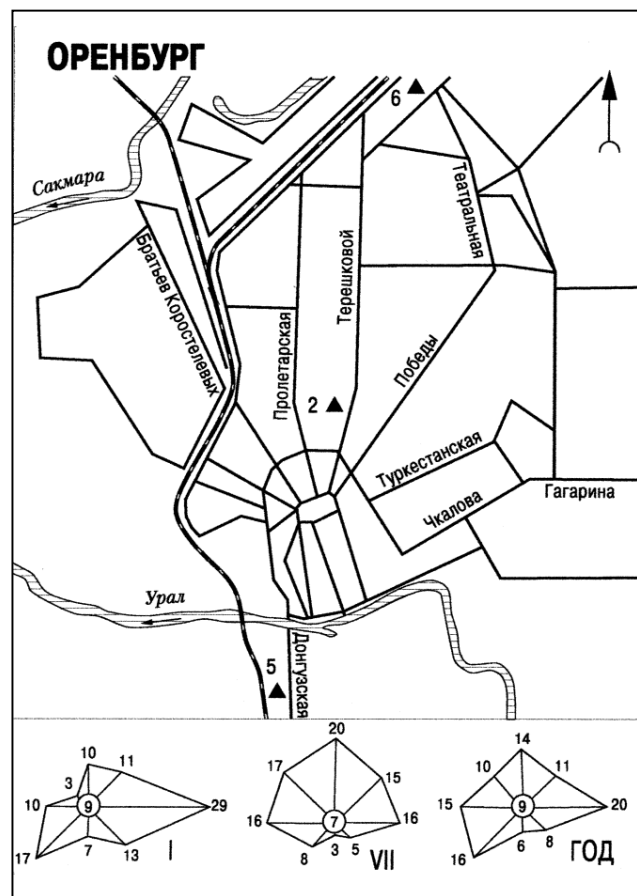 ОРЕНБУРГ
6
Сакмара
Театральная
Братьев Коростелевых
Терешковой
Пролетарская
Победы
2
Туркестанская
Гагарина
Чкалова
Урал
5
Донгузская
10
11
3
10
9
29
17
7
13
I
20
17
15
16
7
16
8
3
5
VII
14
10
11
15
9
20
16
6
8
ГОД